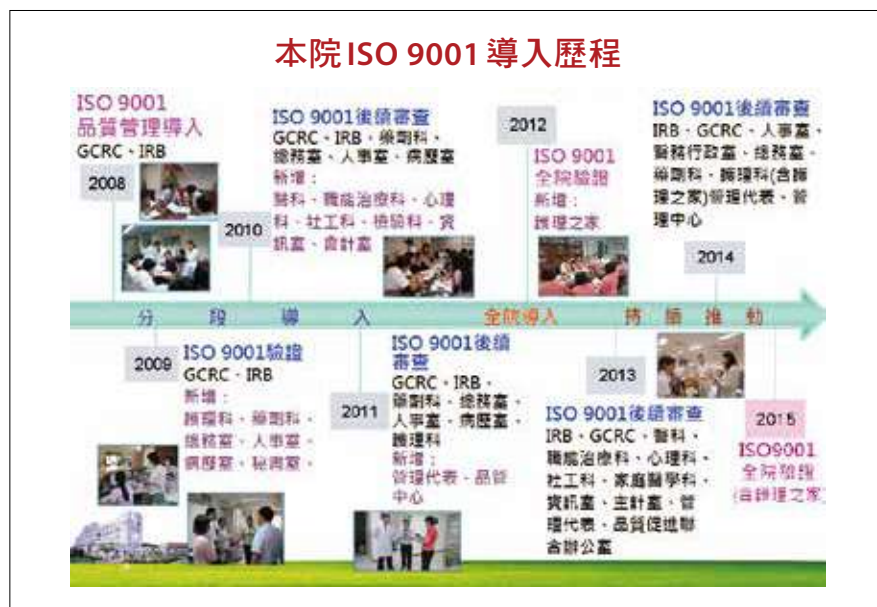 本院ISO 9001 導入歷程
ISO 9001
品質管理導入
GCRC、IRB
2008
2010
ISO 9001後續審查
GCRC、IRB、藥劑科、
總務室、人事室、病歷室
新增：
醫科、職能治療科、心理
科、社工科、檢驗科、資
訊室、會計室
2012
ISO 9001
全院驗證
新增：
護理之家
ISO 9001後續審查
IRB、GCRC、人事室、
醫務行政室、總務室、
藥劑科、護理科(含護
理之家)管理代表、管
理中心
2014
分 段 導 入 全院導入 持 續 推 動
2009
ISO 9001驗證
GCRC、IRB
新增：
護理科、藥劑科、
總務室、人事室、
病歷室、秘書室、
2011
ISO 9001後續
審查
GCRC、IRB、
藥劑科、總務室、
人事室、病歷室、
護理科
新增：
管理代表、品管
中心
2013
ISO 9001後續審查
IRB、GCRC、醫科、
職能治療科、心理科、
社工科、家庭醫學科、
資訊室、主計室、管
理代表、品質促進聯
合辦公室
2015
ISO9001
全院驗證
(含護理之家)